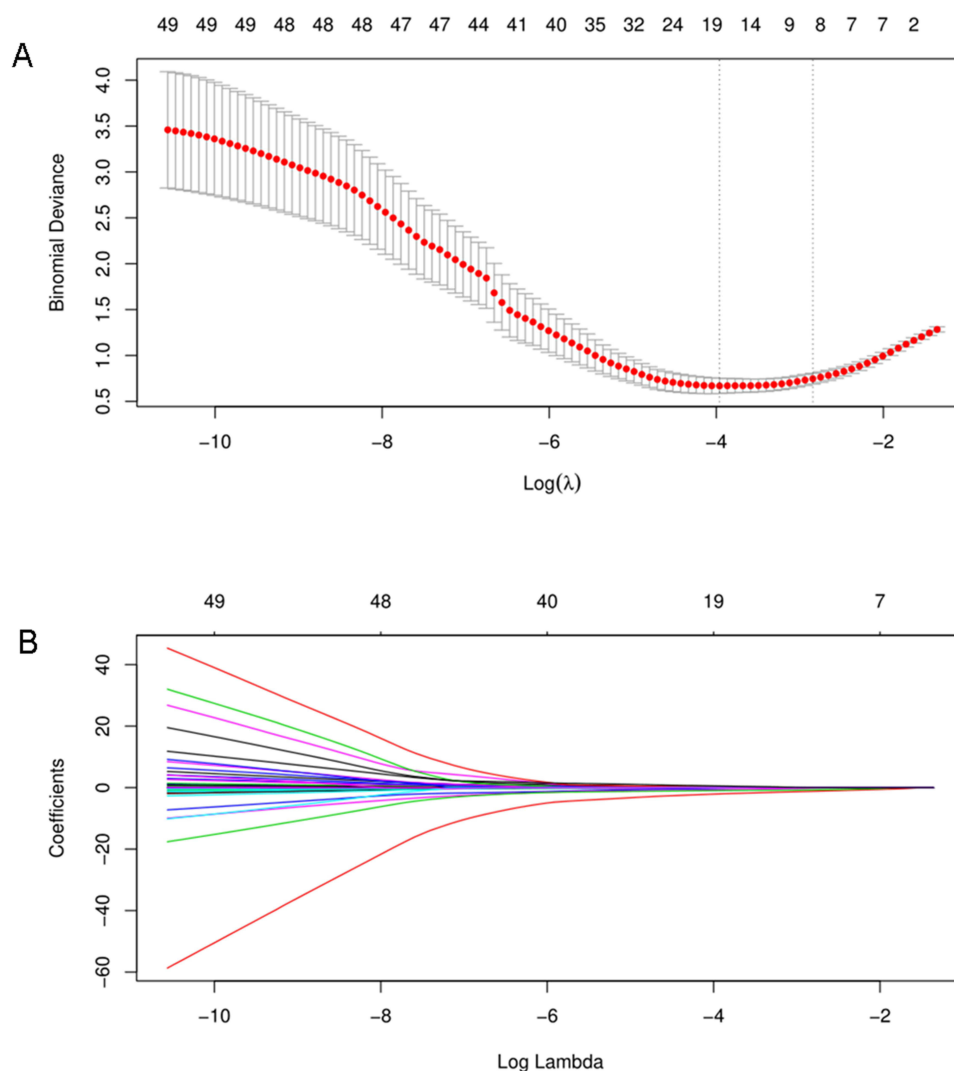 49 49 49 48 48 48 47 47 44 41 40 35 32 24 19 14 9 8 7 7 2
A
4.0
3.5
3.0
2.5
2.0
1.5
1.0
0.5
Binomial Deviance
−10 −8 −6 −4 −2
Log(λ)
49 48 40 19 7
B
40
20
0
−20
−40
−60
Coefficients
−10 −8 −6 −4 −2
Log Lambda